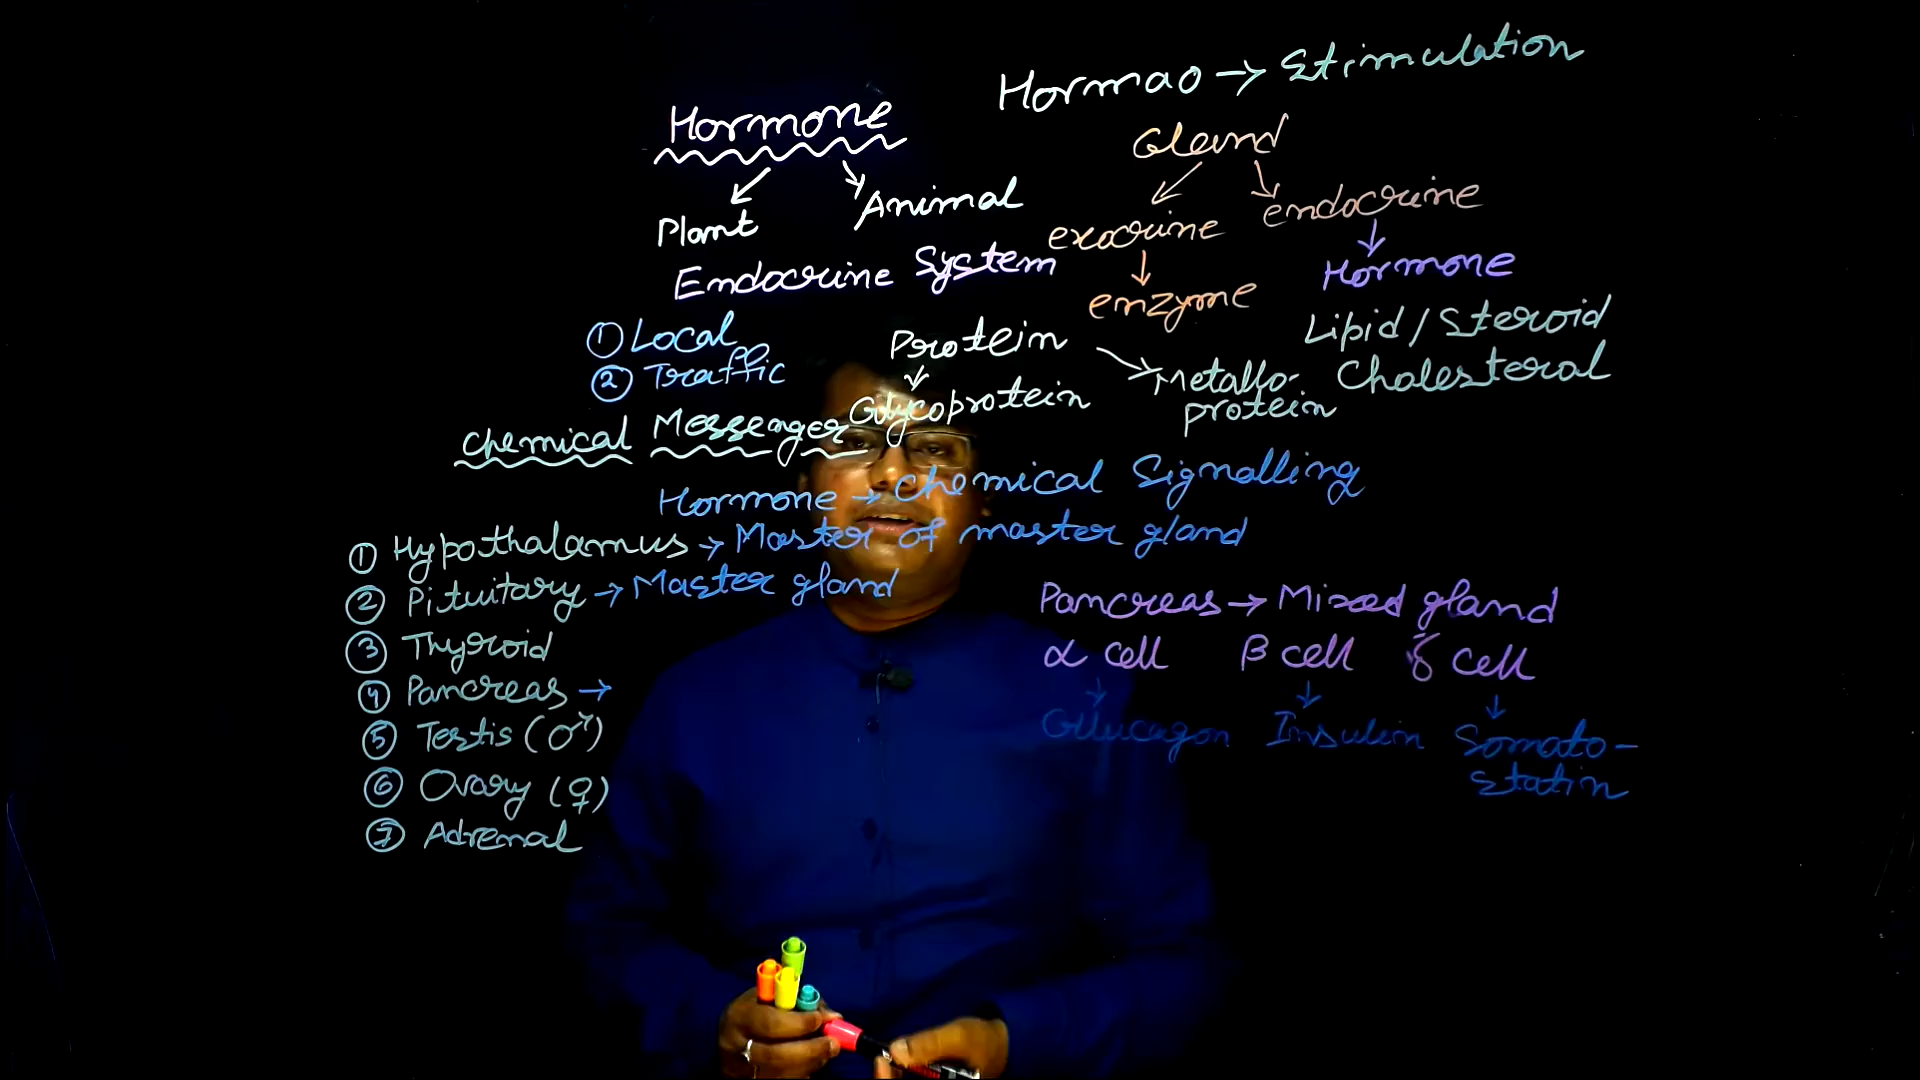 Hormao → Stimulation
Hormone
Plant
Animal
Gland
exocrine
endocrine
enzyme
Hormone
Endocrine System
① Local
② Traffic
Protein
Glycoprotein
Metallo-
protein
Lipid/Steroid
Cholesteral
Chemical Messenger
Hormone → Chemical Signalling
① Hypothalamus → Master of master gland
② Pituitary → Master gland
③ Thyroid
④ Pancreas →
⑤ Testis (♂)
⑥ Ovary (♀)
⑦ Adrenal
Pancreas → Mixed gland
α cell β cell δ cell
Glucagon Insulin Somato-
statin